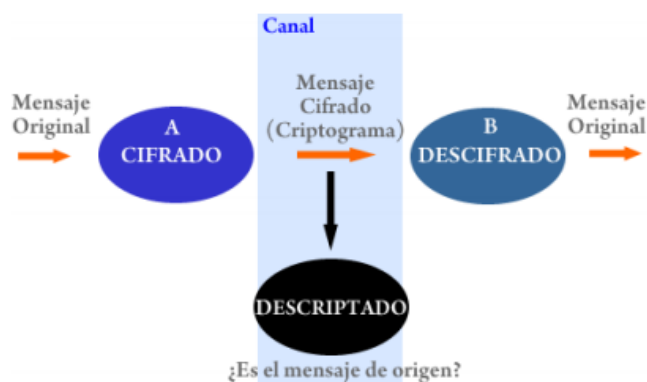 Canal
Mensaje
Original
A
CIFRADO
Mensaje
Cifrado
(Criptograma)
B
DESCIFRADO
Mensaje
Original
DESCRIPTADO
¿Es el mensaje de origen?